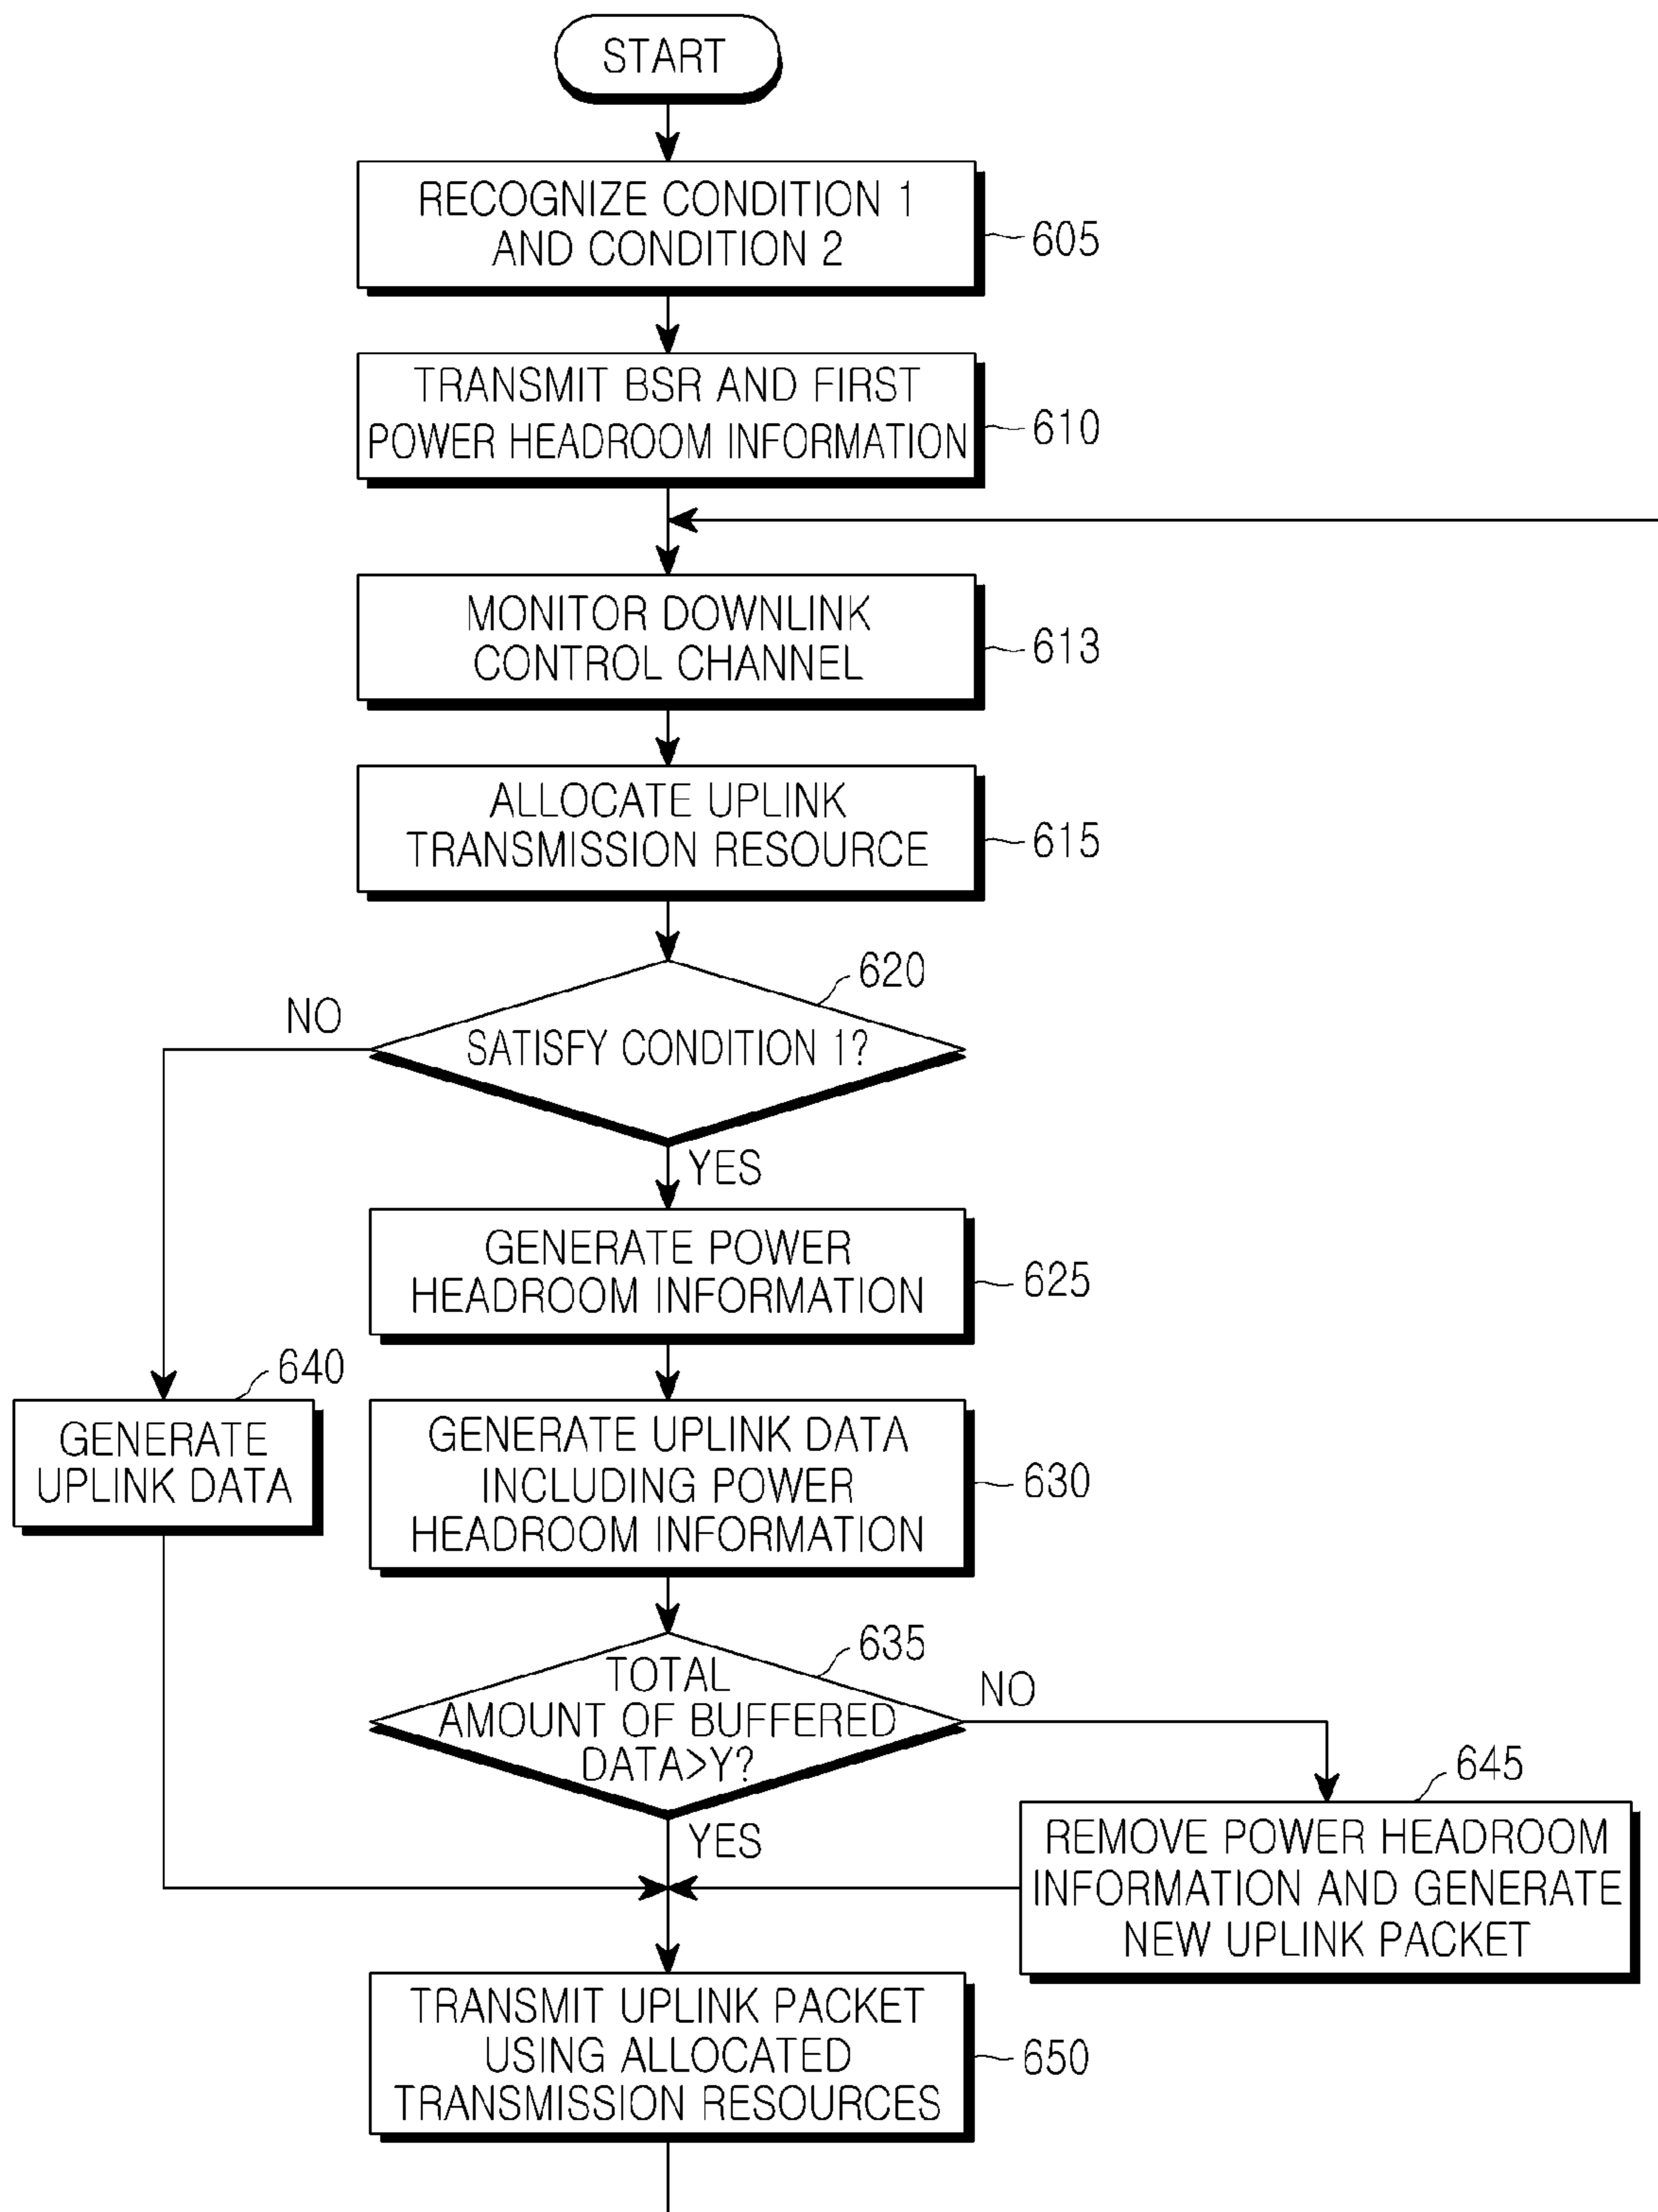 START
RECOGNIZE CONDITION 1
AND CONDITION 2
605
TRANSMIT BSR AND FIRST
POWER HEADROOM INFORMATION
610
MONITOR DOWNLINK
CONTROL CHANNEL
613
ALLOCATE UPLINK
TRANSMISSION RESOURCE
615
620
NO
SATISFY CONDITION 1?
YES
GENERATE POWER
HEADROOM INFORMATION
625
640
GENERATE
UPLINK DATA
GENERATE UPLINK DATA
INCLUDING POWER
HEADROOM INFORMATION
630
635
TOTAL
AMOUNT OF BUFFERED
DATA>Y?
NO
YES
645
REMOVE POWER HEADROOM
INFORMATION AND GENERATE
NEW UPLINK PACKET
TRANSMIT UPLINK PACKET
USING ALLOCATED
TRANSMISSION RESOURCES
650